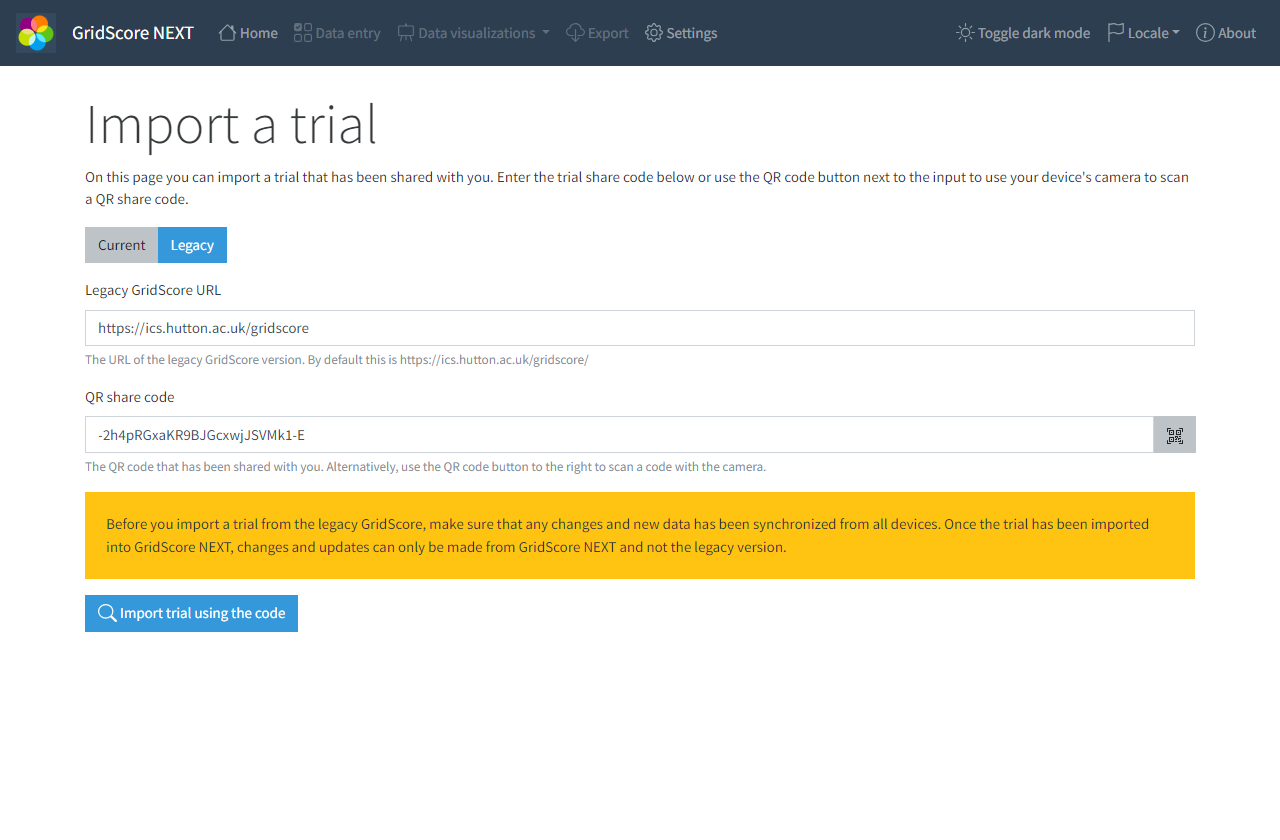 GridScore NEXT Home Data entry Data visualizations Export Settings Toggle dark mode Locale About
Import a trial
On this page you can import a trial that has been shared with you. Enter the trial share code below or use the QR code button next to the input to use your device's camera to scan
a QR share code.
Current Legacy
Legacy GridScore URL
https://ics.hutton.ac.uk/gridscore
The URL of the legacy GridScore version. By default this is https://ics.hutton.ac.uk/gridscore/
QR share code
-2h4pRGxaKR9BJGcxwjJSVMk1-E
The QR code that has been shared with you. Alternatively, use the QR code button to the right to scan a code with the camera.
Before you import a trial from the legacy GridScore, make sure that any changes and new data has been synchronized from all devices. Once the trial has been imported
into GridScore NEXT, changes and updates can only be made from GridScore NEXT and not the legacy version.
Import trial using the code